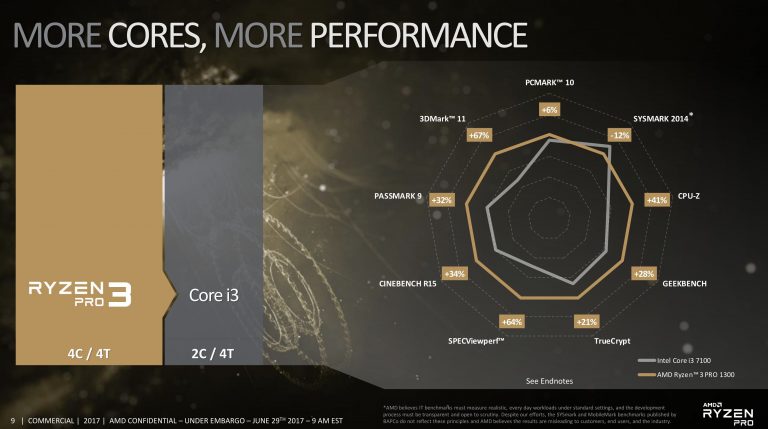 MORE CORES, MORE PERFORMANCE
RYZEN
PRO 3
4C / 4T
Core i3
2C / 4T
PCMARK™ 10
+6%
SYSMARK 2014*
-12%
CPU-Z
+41%
GEEKBENCH
+28%
TrueCrypt
+21%
SPECViewperf™
+64%
CINEBENCH R15
+34%
PASSMARK 9
+32%
3DMark™ 11
+67%
Intel Core i3 7100
AMD Ryzen™ 3 PRO 1300
See Endnotes
9 | COMMERCIAL | 2017 | AMD CONFIDENTIAL – UNDER EMBARGO – JUNE 29TH 2017 – 9 AM EST
*AMD believes IT benchmarks must measure realistic, every day workloads under standard settings, and the development
process must be transparent and open to scrutiny. Despite our efforts, the SYSmark and MobileMark benchmarks published by
BAPCo do not reflect these principles and AMD believes the results are misleading to customers, end users, and the industry.
AMD
RYZEN
PRO